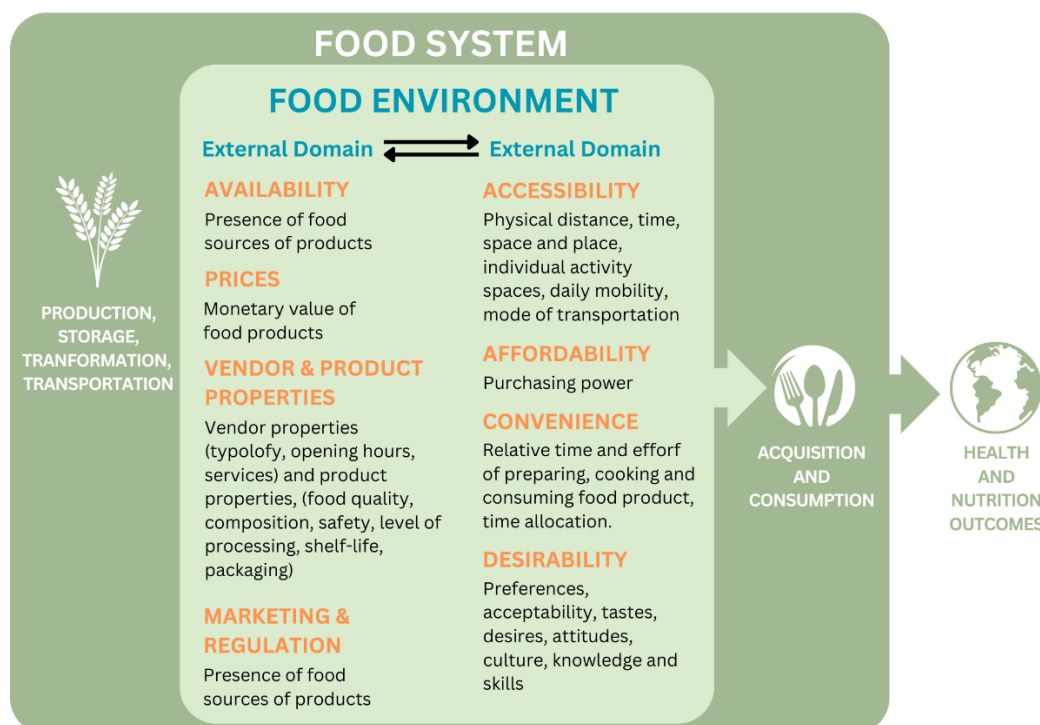 FOOD SYSTEM
FOOD ENVIRONMENT
External Domain
External Domain
AVAILABILITY
Presence of food
sources of products
PRICES
Monetary value of
food products
VENDOR & PRODUCT
PROPERTIES
Vendor properties
(typolofy, opening hours,
services) and product
properties, (food quality,
composition, safety, level of
processing, shelf-life,
packaging)
MARKETING &
REGULATION
Presence of food
sources of products
ACCESSIBILITY
Physical distance, time,
space and place,
individual activity
spaces, daily mobility,
mode of transportation
AFFORDABILITY
Purchasing power
CONVENIENCE
Relative time and efforf
of preparing, cooking and
consuming food product,
time allocation.
DESIRABILITY
Preferences,
acceptability, tastes,
desires, attitudes,
culture, knowledge and
skills
PRODUCTION,
STORAGE,
TRANFORMATION,
TRANSPORTATION
ACQUISITION
AND
CONSUMPTION
HEALTH
AND
NUTRITION
OUTCOMES